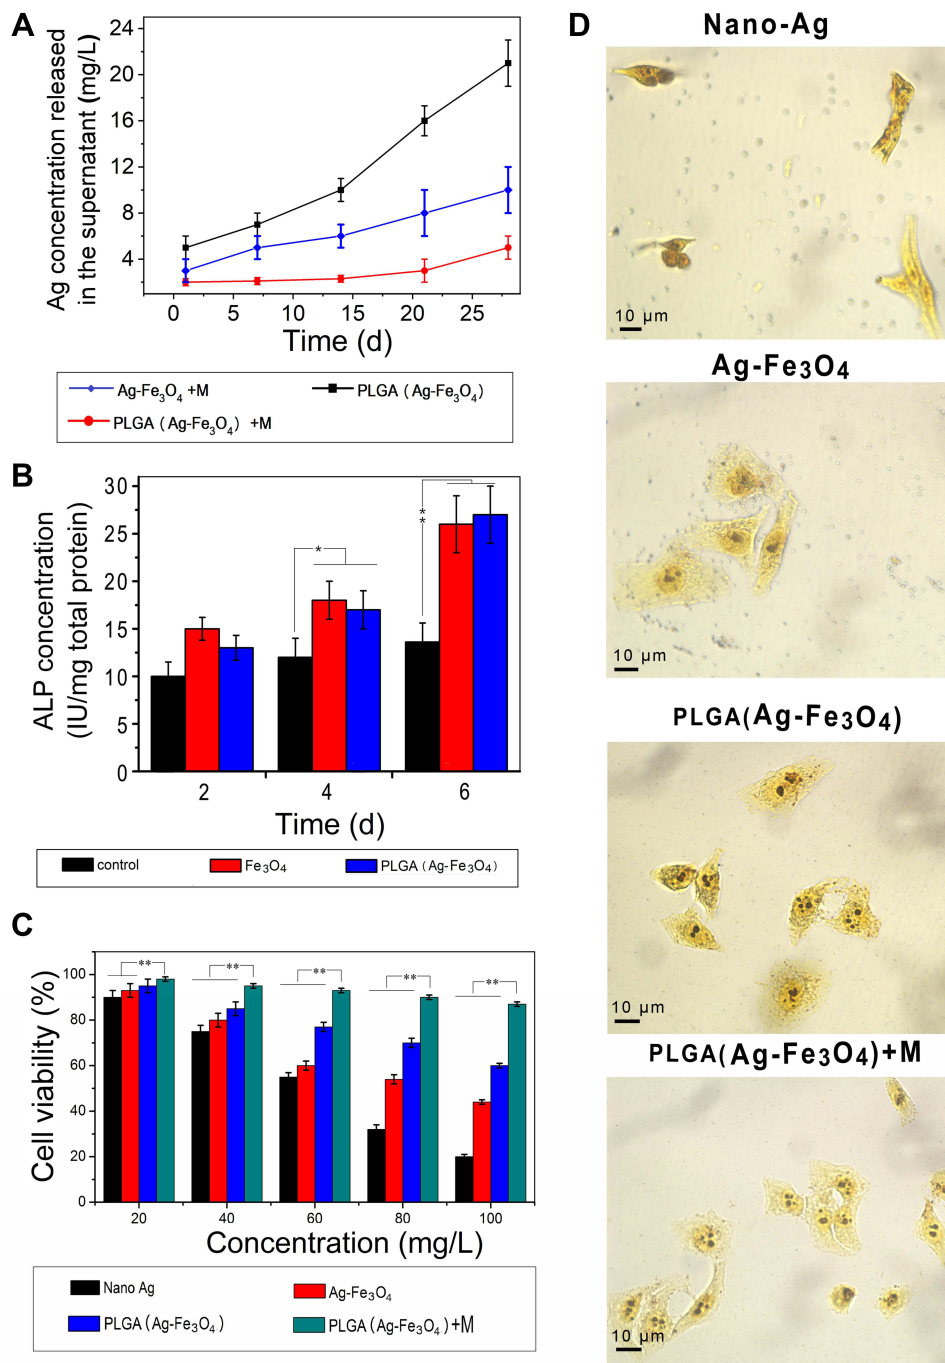 A
Ag concentration released
in the supernatant (mg/L)
24
20
16
12
8
4
0 5 10 15 20 25
Time (d)
Ag-Fe₃O₄ +M
PLGA (Ag-Fe₃O₄)
PLGA (Ag-Fe₃O₄) +M
B
ALP concentration
(IU/mg total protein)
30
25
20
15
10
5
0
*
**
2 4 6
Time (d)
control
Fe₃O₄
PLGA (Ag-Fe₃O₄)
C
Cell viability (%)
100
80
60
40
20
0
** ** ** ** **
20 40 60 80 100
Concentration (mg/L)
Nano Ag
Ag-Fe₃O₄
PLGA (Ag-Fe₃O₄)
PLGA (Ag-Fe₃O₄)+M
D
Nano-Ag
10 µm
Ag-Fe₃O₄
10 µm
PLGA(Ag-Fe₃O₄)
10 µm
PLGA(Ag-Fe₃O₄)+M
10 µm